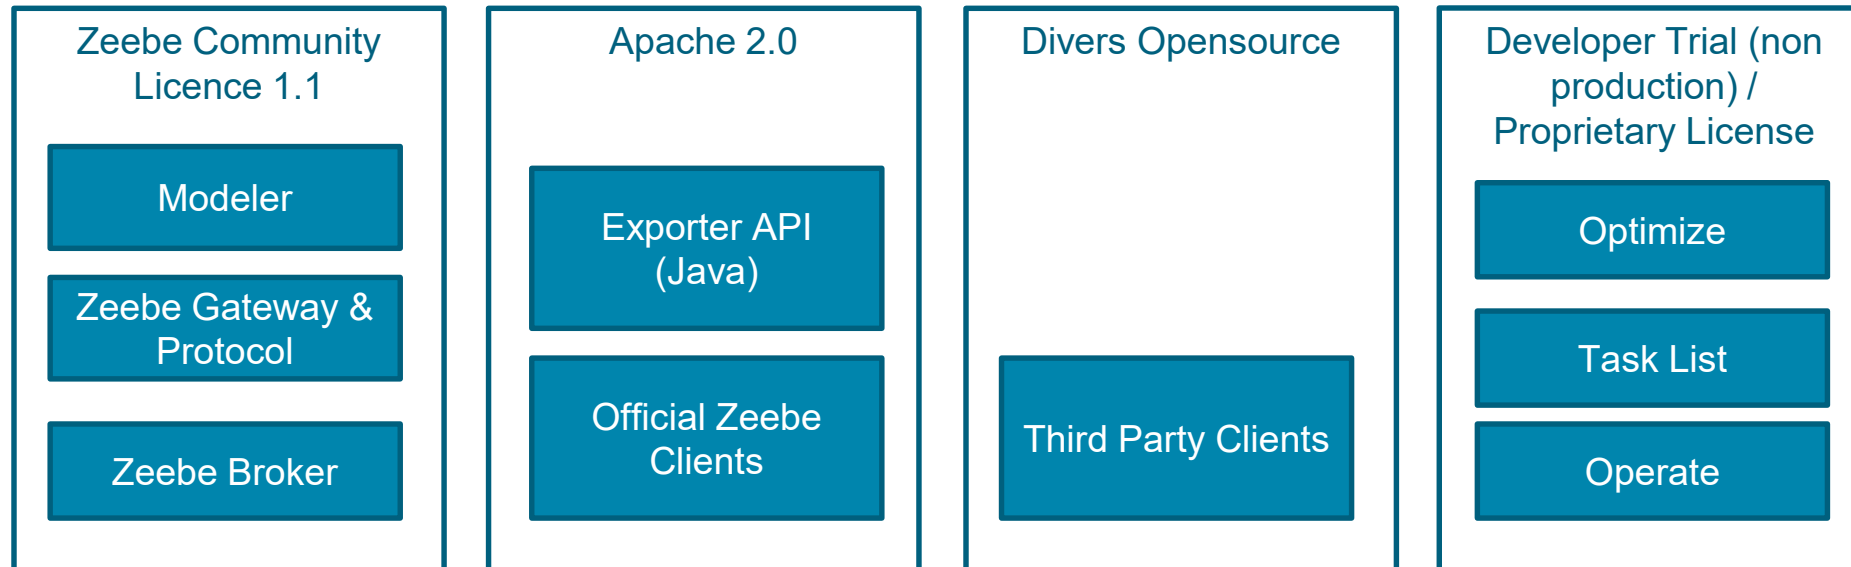 Zeebe Community
Licence 1.1
Modeler
Zeebe Gateway &
Protocol
Zeebe Broker
Apache 2.0
Exporter API
(Java)
Official Zeebe
Clients
Divers Opensource
Third Party Clients
Developer Trial (non
production) /
Proprietary License
Optimize
Task List
Operate